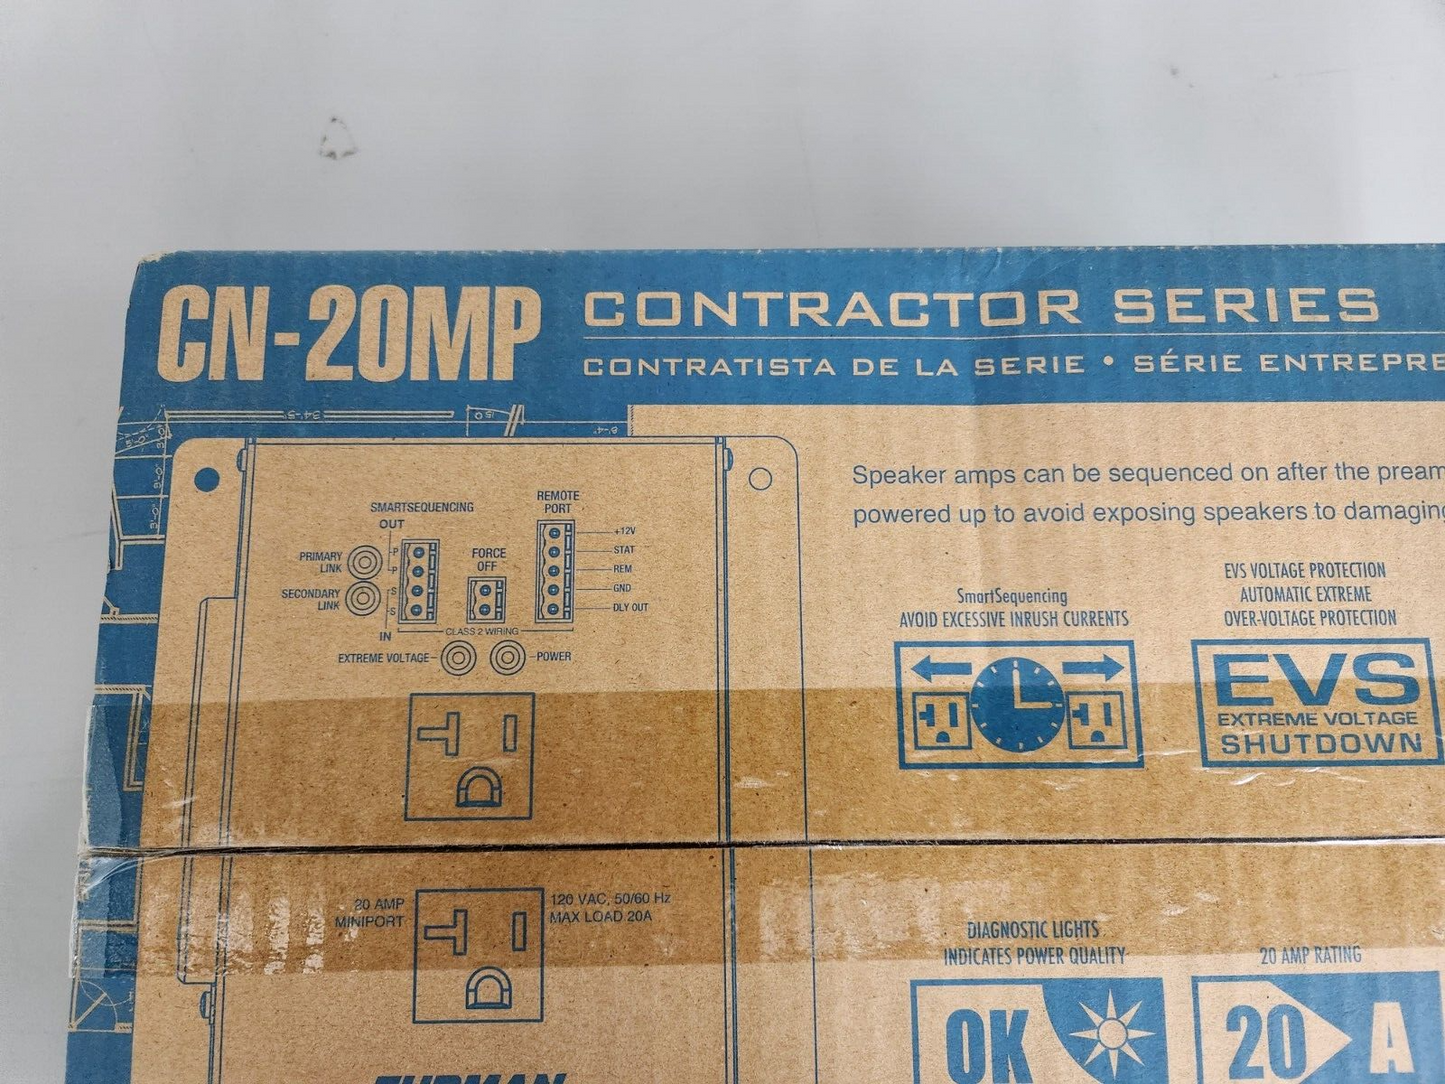 CN-20MP
CONTRACTOR SERIES
CONTRATISTA DE LA SERIE • SÉRIE
34'-5"
8'-4"
SMARTSEQUENCING
OUT
P
P
S
S
IN
PRIMARY
LINK
SECONDARY
LINK
FORCE
OFF
REMOTE
PORT
+12V
STAT
REM
GND
DLY OUT
CLASS 2 WIRING
EXTREME VOLTAGE
POWER
20 AMP
MINIPORT
120 VAC, 50/60 Hz
MAX LOAD 20A
Speaker amps can be sequenced on after the
powered up to avoid exposing speakers to
SmartSequencing
AVOID EXCESSIVE INRUSH CURRENTS
EVS VOLTAGE PROTECTION
AUTOMATIC EXTREME
OVER-VOLTAGE PROTECTION
EVS
EXTREME VOLTAGE
SHUTDOWN
DIAGNOSTIC LIGHTS
INDICATES POWER QUALITY
OK
20 AMP RATING
20 A